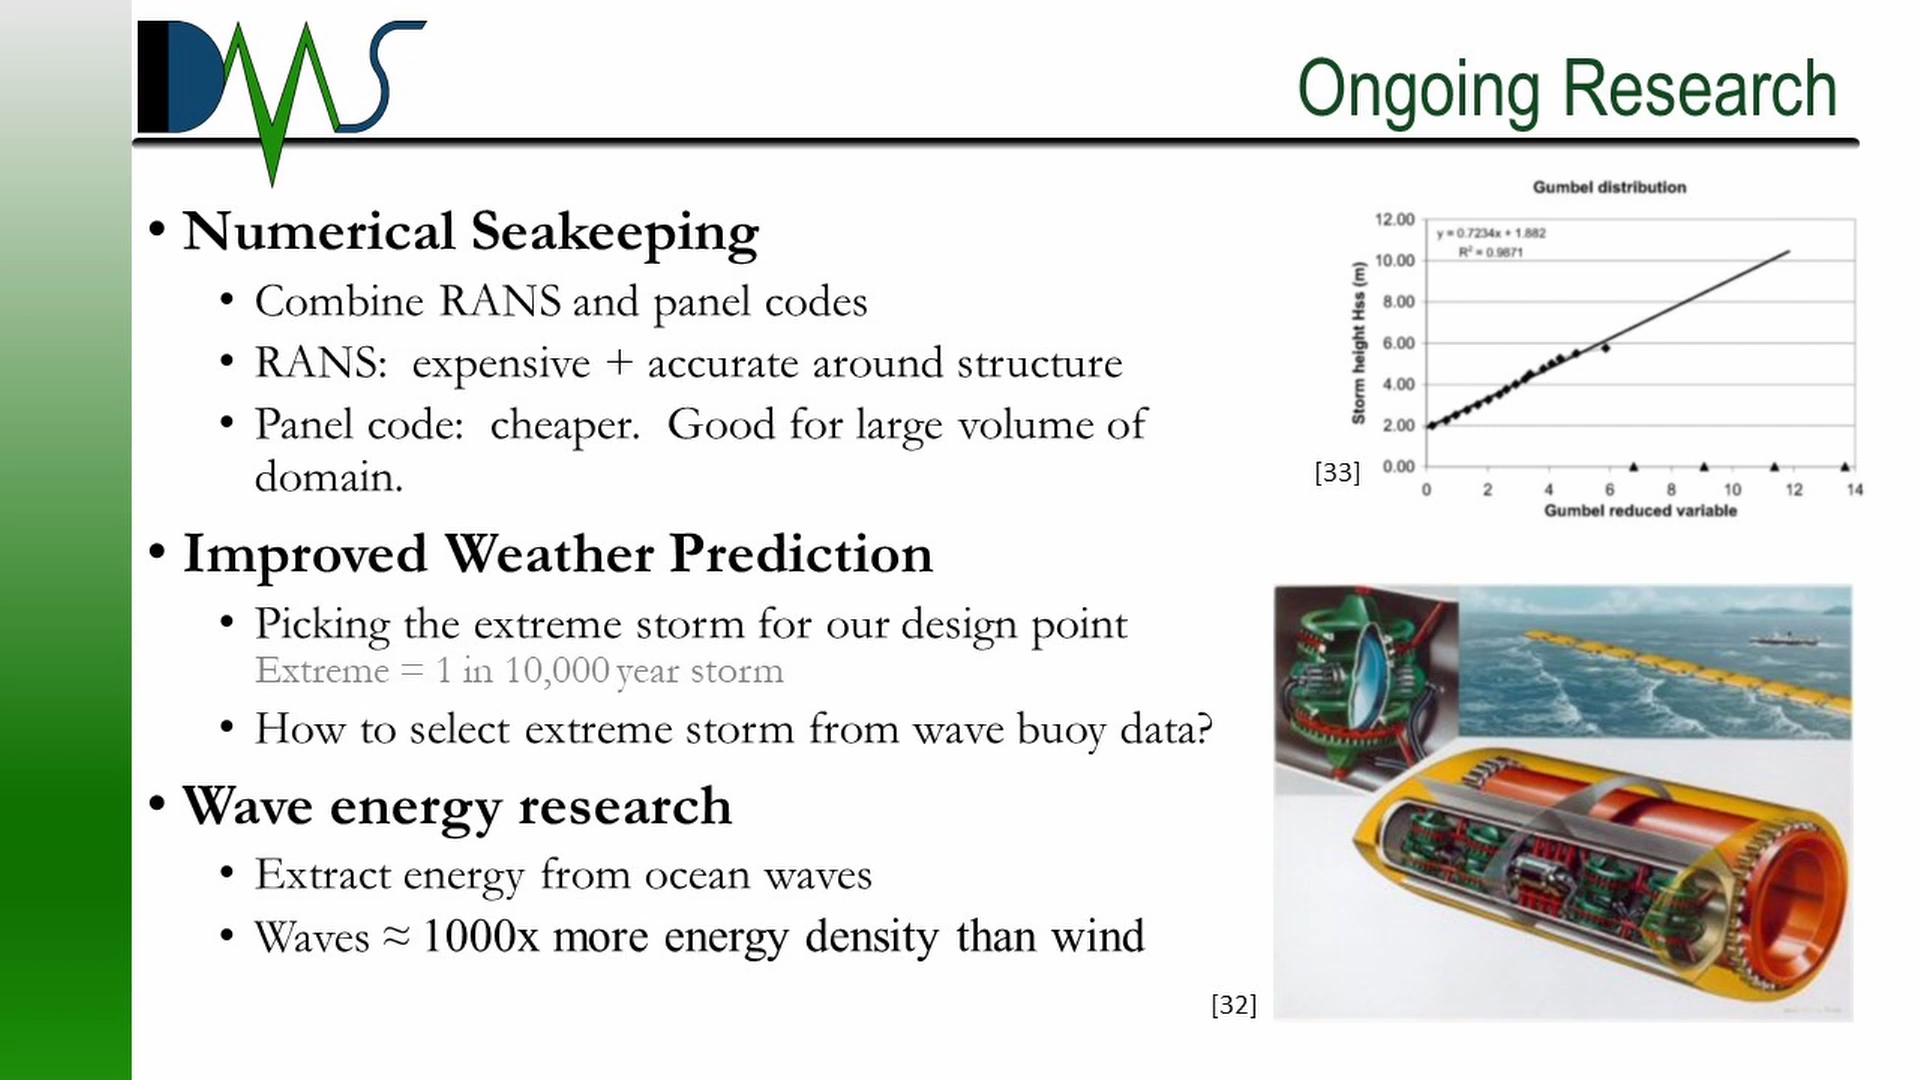 DMS
Ongoing Research
• Numerical Seakeeping
• Combine RANS and panel codes
• RANS:  expensive + accurate around structure
• Panel code:  cheaper.  Good for large volume of
domain.
• Improved Weather Prediction
• Picking the extreme storm for our design point
Extreme = 1 in 10,000 year storm
• How to select extreme storm from wave buoy data?
• Wave energy research
• Extract energy from ocean waves
• Waves ≈ 1000x more energy density than wind
Gumbel distribution
y = 0.7234x + 1.882
R² = 0.9871
Storm height Hss (m)
12.00
10.00
8.00
6.00
4.00
2.00
0.00
0 2 4 6 8 10 12 14
Gumbel reduced variable
[33]
[32]